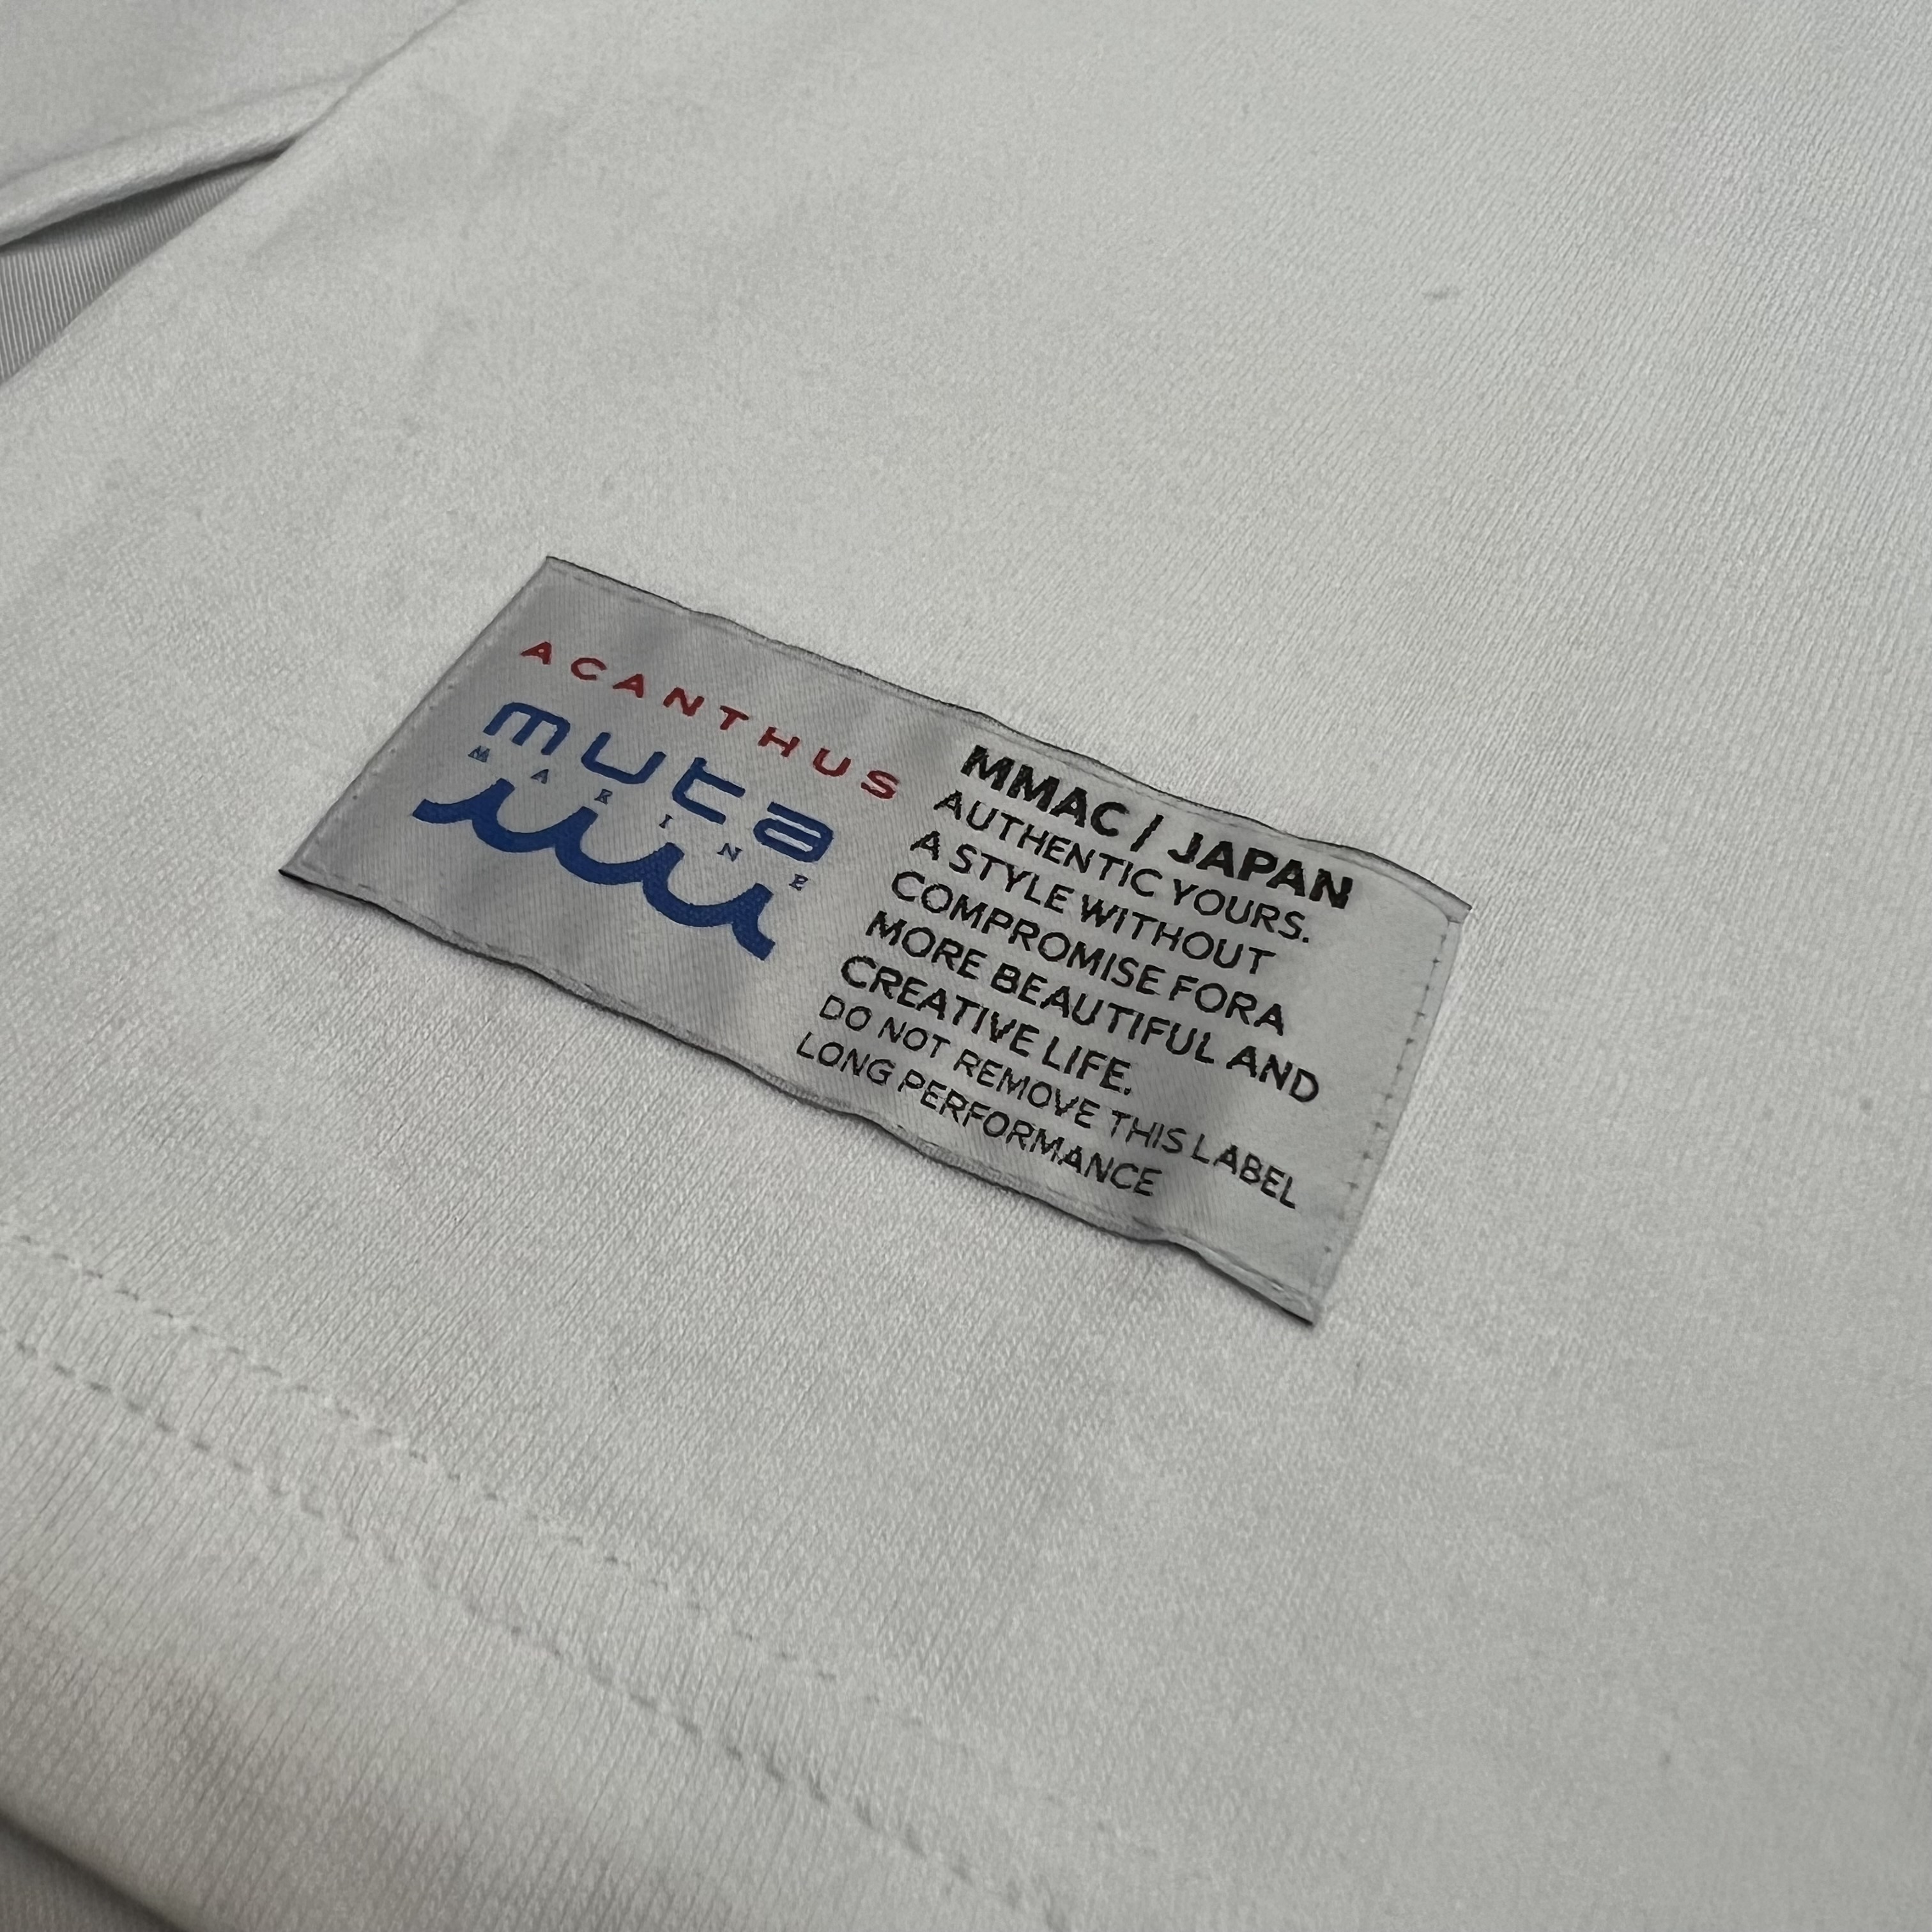 ACANTHUS
muta
MARINE
MMAC / JAPAN
AUTHENTIC YOURS.
A STYLE WITHOUT
COMPROMISE FORA
MORE BEAUTIFUL AND
CREATIVE LIFE.
DO NOT REMOVE THIS LABEL
LONG PERFORMANCE